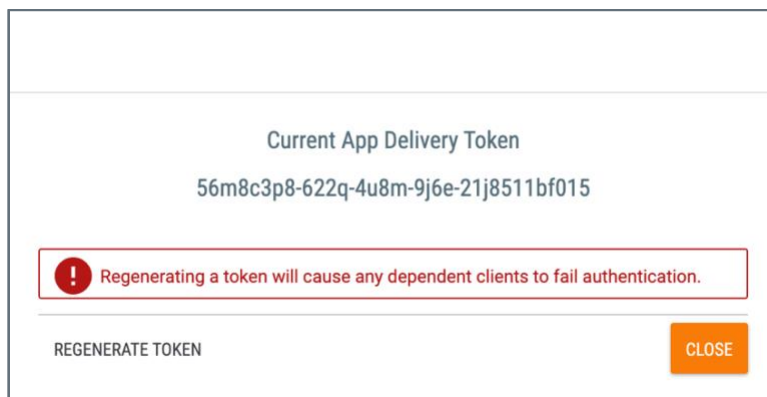 Current App Delivery Token
56m8c3p8-622q-4u8m-9j6e-21j8511bf015
Regenerating a token will cause any dependent clients to fail authentication.
REGENERATE TOKEN
CLOSE